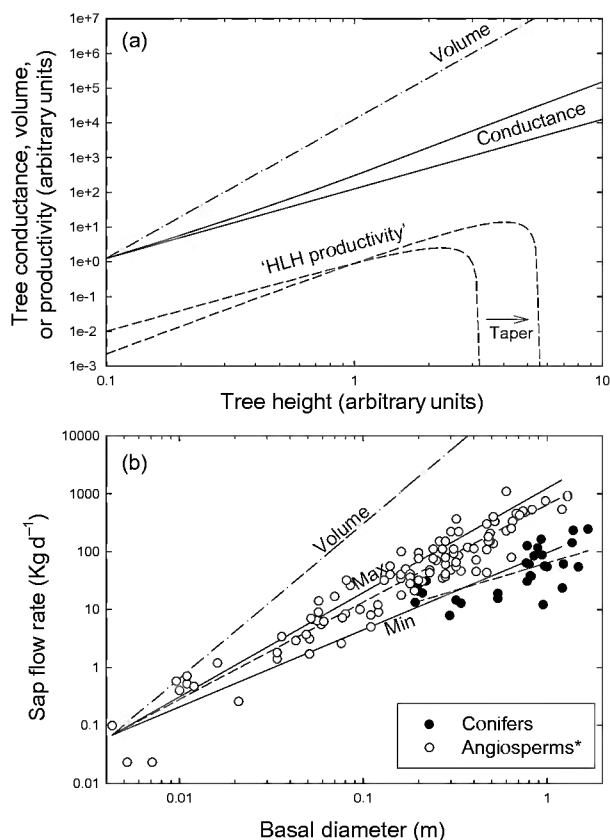 (a)
Tree conductance, volume,
or productivity (arbitrary units)
1e+7
1e+6
1e+5
1e+4
1e+3
1e+2
1e+1
1e+0
1e-1
1e-2
1e-3
Volume
Conductance
'HLH productivity'
Taper
0.1
1
10
Tree height (arbitrary units)
(b)
Sap flow rate (Kg d⁻¹)
10000
1000
100
10
1
0.1
0.01
Volume
Max
Min
Conifers
Angiosperms*
0.01
0.1
1
Basal diameter (m)